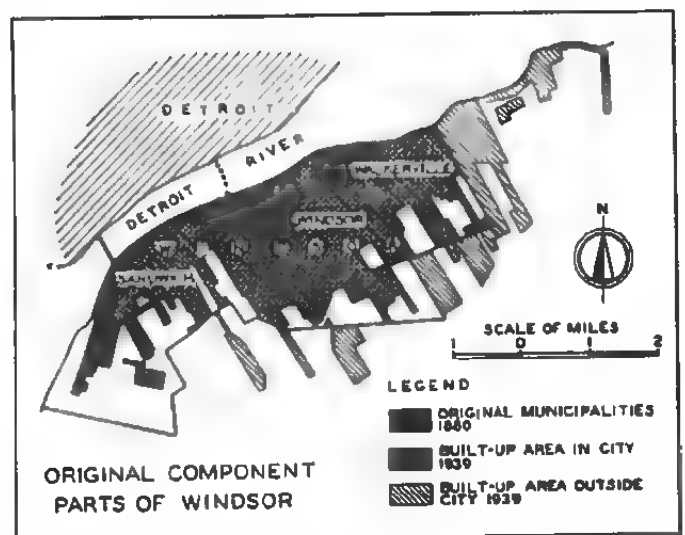 DETROIT
DETROIT RIVER
WALKERVILLE
WINDSOR
SANDWICH
N
SCALE OF MILES
1 0 1 2
LEGEND
ORIGINAL MUNICIPALITIES
BUILT-UP AREA IN CITY
1939
BUILT-UP AREA OUTSIDE
CITY 1939
ORIGINAL COMPONENT
PARTS OF WINDSOR